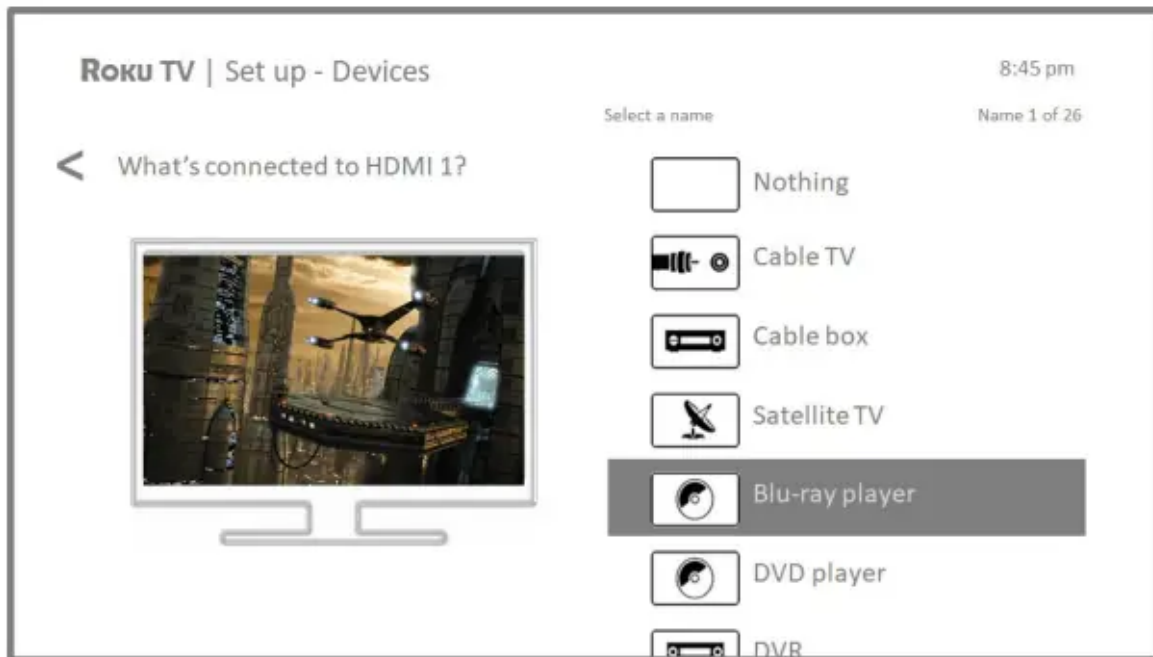 ROKU TV | Set up - Devices
8:45 pm
Select a name
Name 1 of 26
< What's connected to HDMI 1?
Nothing
Cable TV
Cable box
Satellite TV
Blu-ray player
DVD player
DVR